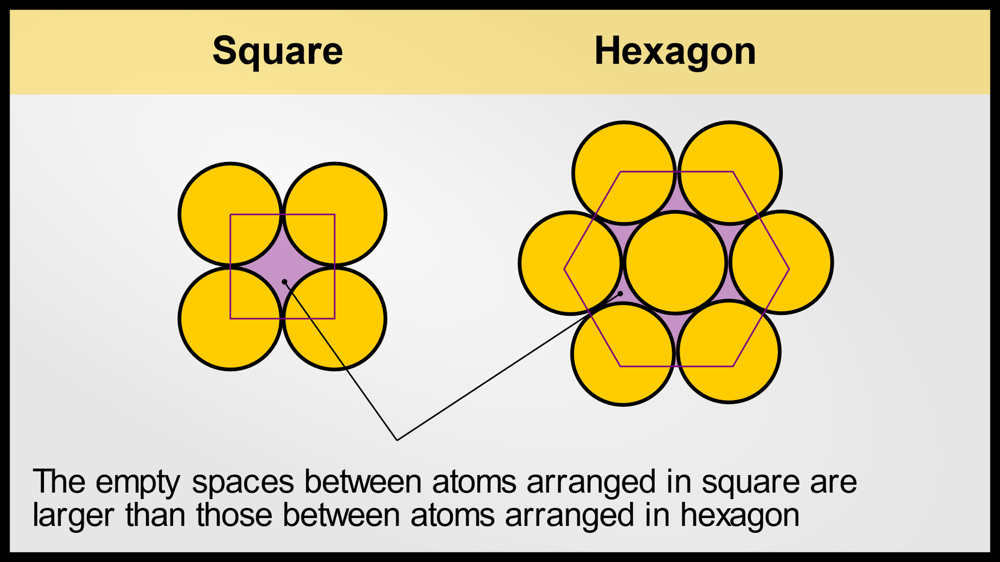 Square
Hexagon
The empty spaces between atoms arranged in square are
larger than those between atoms arranged in hexagon